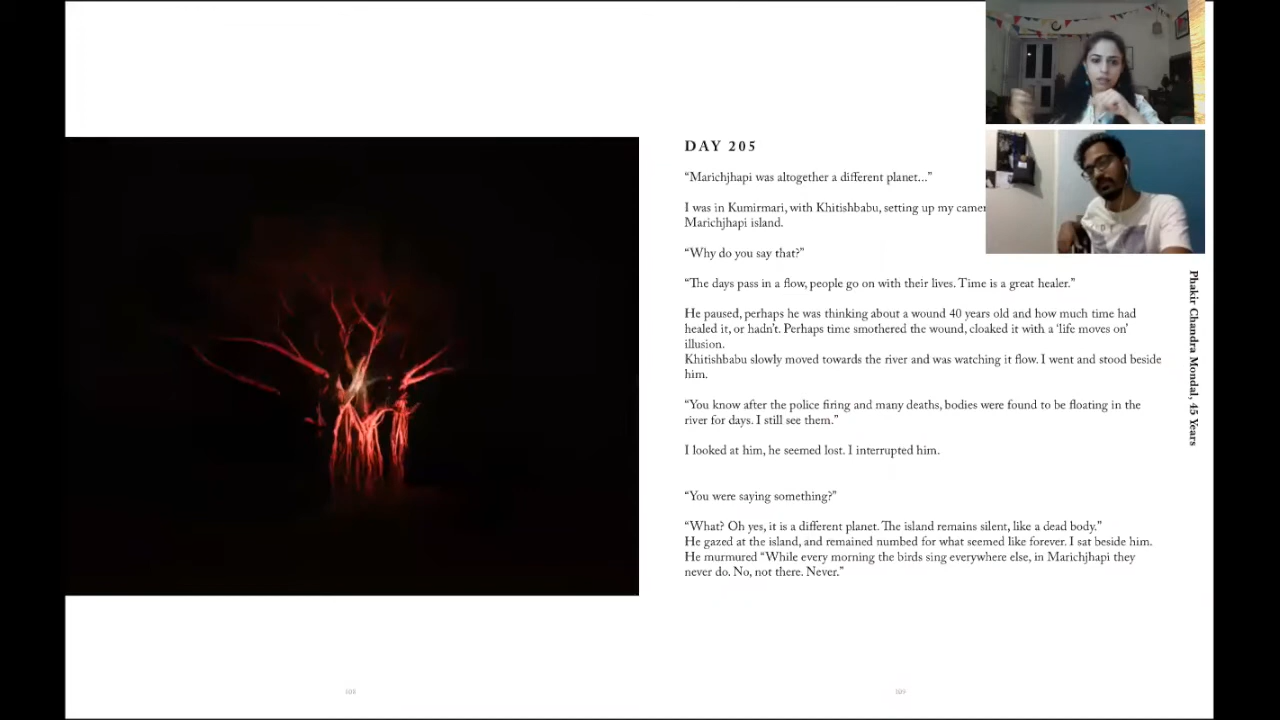 DAY 205
“Marichjhapi was altogether a different planet...”
I was in Kumirmari, with Khitishbabu, setting up my camer
Marichjhapi island.
“Why do you say that?”
“The days pass in a flow, people go on with their lives. Time is a great healer.”
He paused, perhaps he was thinking about a wound 40 years old and how much time had
healed it, or hadn’t. Perhaps time smothered the wound, cloaked it with a ‘life moves on’
illusion.
Khitishbabu slowly moved towards the river and was watching it flow. I went and stood beside
him.
“You know after the police firing and many deaths, bodies were found to be floating in the
river for days. I still see them.”
I looked at him, he seemed lost. I interrupted him.
“You were saying something?”
“What? Oh yes, it is a different planet. The island remains silent, like a dead body.”
He gazed at the island, and remained numbed for what seemed like forever. I sat beside him.
He murmured “While every morning the birds sing everywhere else, in Marichjhapi they
never do. No, not there. Never.”
Phakir Chandra Mondal, 45 Years
108
109